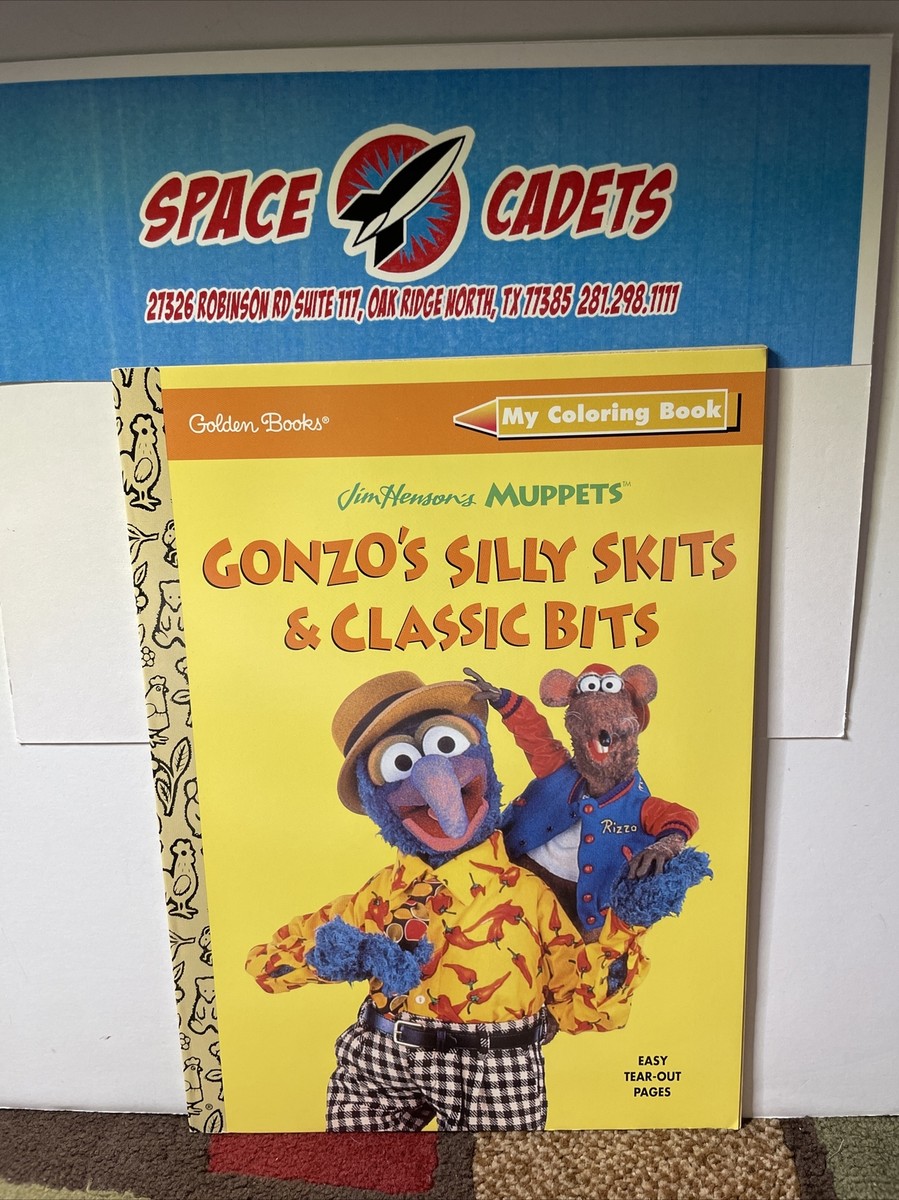 SPACE CADETS
27326 ROBINSON RD SUITE 117, OAK RIDGE NORTH, TX 77385 281.298.1111
Golden Books®
My Coloring Book
Jim Henson's MUPPETS™
GONZO'S SILLY SKITS
& CLASSIC BITS
Rizzo
EASY
TEAR-OUT
PAGES
®